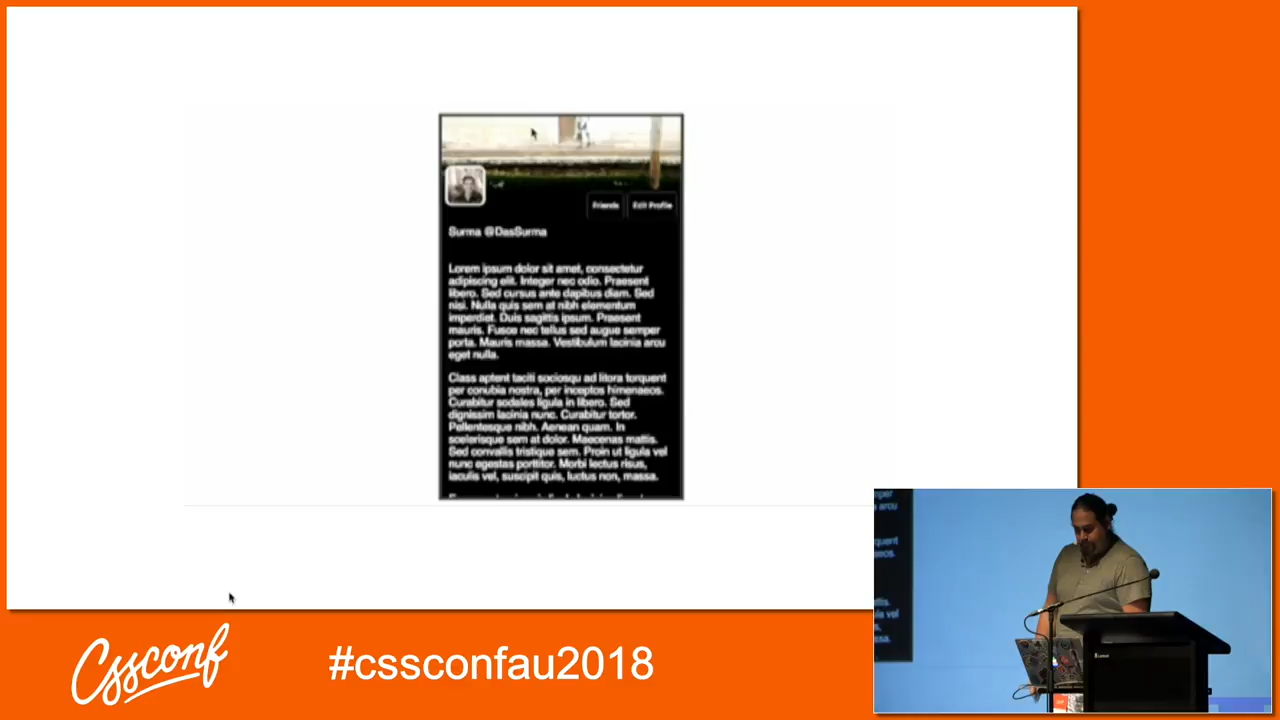 Friends Edit Profile
Surma @DasSurma
Lorem ipsum dolor sit amet, consectetur
adipiscing elit. Integer nec odio. Praesent
libero. Sed cursus ante dapibus diam. Sed
nisi. Nulla quis sem at nibh elementum
imperdiet. Duis sagittis ipsum. Praesent
mauris. Fusce nec tellus sed augue semper
porta. Mauris massa. Vestibulum lacinia arcu
eget nulla.
Class aptent taciti sociosqu ad litora torquent
per conubia nostra, per inceptos himenaeos.
Curabitur sodales ligula in libero. Sed
dignissim lacinia nunc. Curabitur tortor.
Pellentesque nibh. Aenean quam. In
scelerisque sem at dolor. Maecenas mattis.
Sed convallis tristique sem. Proin ut ligula vel
nunc egestas porttitor. Morbi lectus risus,
iaculis vel, suscipit quis, luctus non, massa.
cssconf
#cssconfau2018